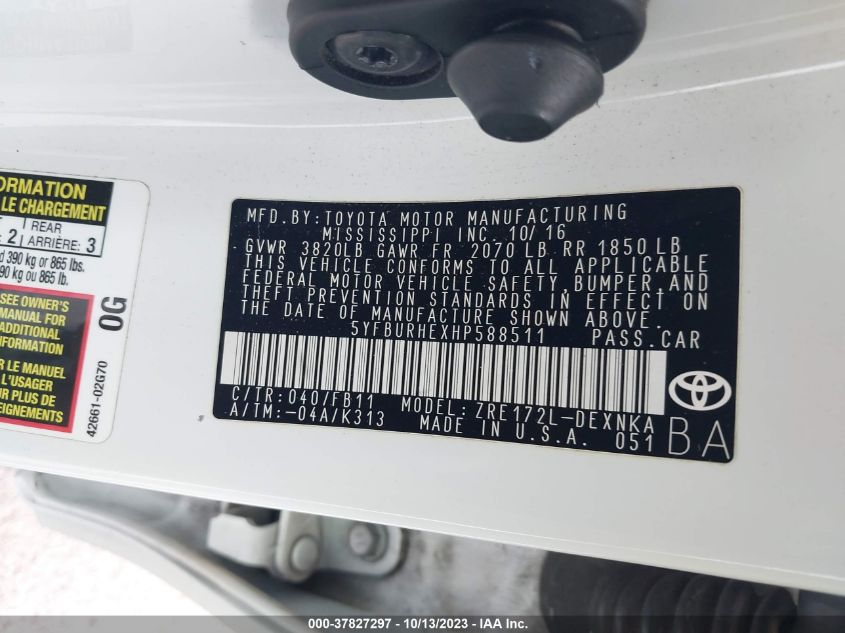 ORMATION
LE CHARGEMENT
2
REAR
ARRIÈRE: 3
390 kg or 865 lbs.
90 kg ou 865 lb.
SEE OWNER'S
MANUAL FOR
ADDITIONAL
INFORMATION
LE MANUEL
L'USAGER
PLUS DE
SEIGNEMENTS
0G
42661-02G70
MFD. BY: TOYOTA MOTOR MANUFACTURING
MISSISSIPPI INC. 10/16
GVWR 3820LB GAWR FR 2070 LB RR 1850 LB
THIS VEHICLE CONFORMS TO ALL APPLICABLE
FEDERAL MOTOR VEHICLE SAFETY, BUMPER, AND
THEFT PREVENTION STANDARDS IN EFFECT ON
THE DATE OF MANUFACTURE SHOWN ABOVE.
5YFBURHEXHP588511 PASS.CAR
C/TR: 040/FB11 MODEL: ZRE172L-DEXNKA
A/TM: -04A/K313 MADE IN U.S.A. 051
BA
000-37827297 - 10/13/2023 - IAA Inc.